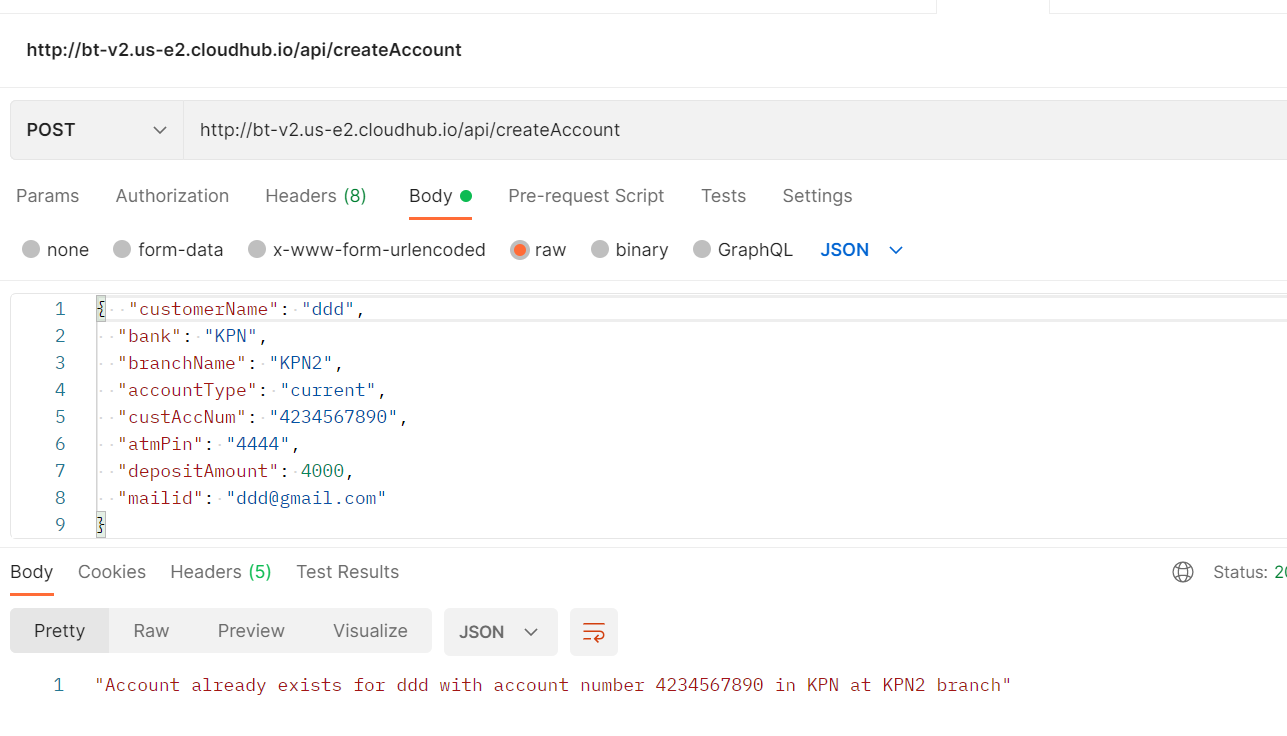 http://bt-v2.us-e2.cloudhub.io/api/createAccount
POST http://bt-v2.us-e2.cloudhub.io/api/createAccount
Params Authorization Headers (8) Body Pre-request Script Tests Settings
none form-data x-www-form-urlencoded raw binary GraphQL JSON
1 { "customerName": "ddd",
2 "bank": "KPN",
3 "branchName": "KPN2",
4 "accountType": "current",
5 "custAccNum": "4234567890",
6 "atmPin": "4444",
7 "depositAmount": 4000,
8 "mailid": "ddd@gmail.com"
9 }
Body Cookies Headers (5) Test Results Status:
Pretty Raw Preview Visualize JSON
1 "Account already exists for ddd with account number 4234567890 in KPN at KPN2 branch"